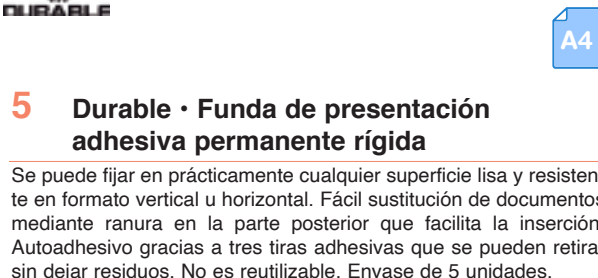 DURABLE
A4
5 Durable • Funda de presentación
adhesiva permanente rígida
Se puede fijar en prácticamente cualquier superficie lisa y resisten
te en formato vertical u horizontal. Fácil sustitución de documentos
mediante ranura en la parte posterior que facilita la inserción
Autoadhesivo gracias a tres tiras adhesivas que se pueden retira
sin dejar residuos. No es reutilizable. Envase de 5 unidades.